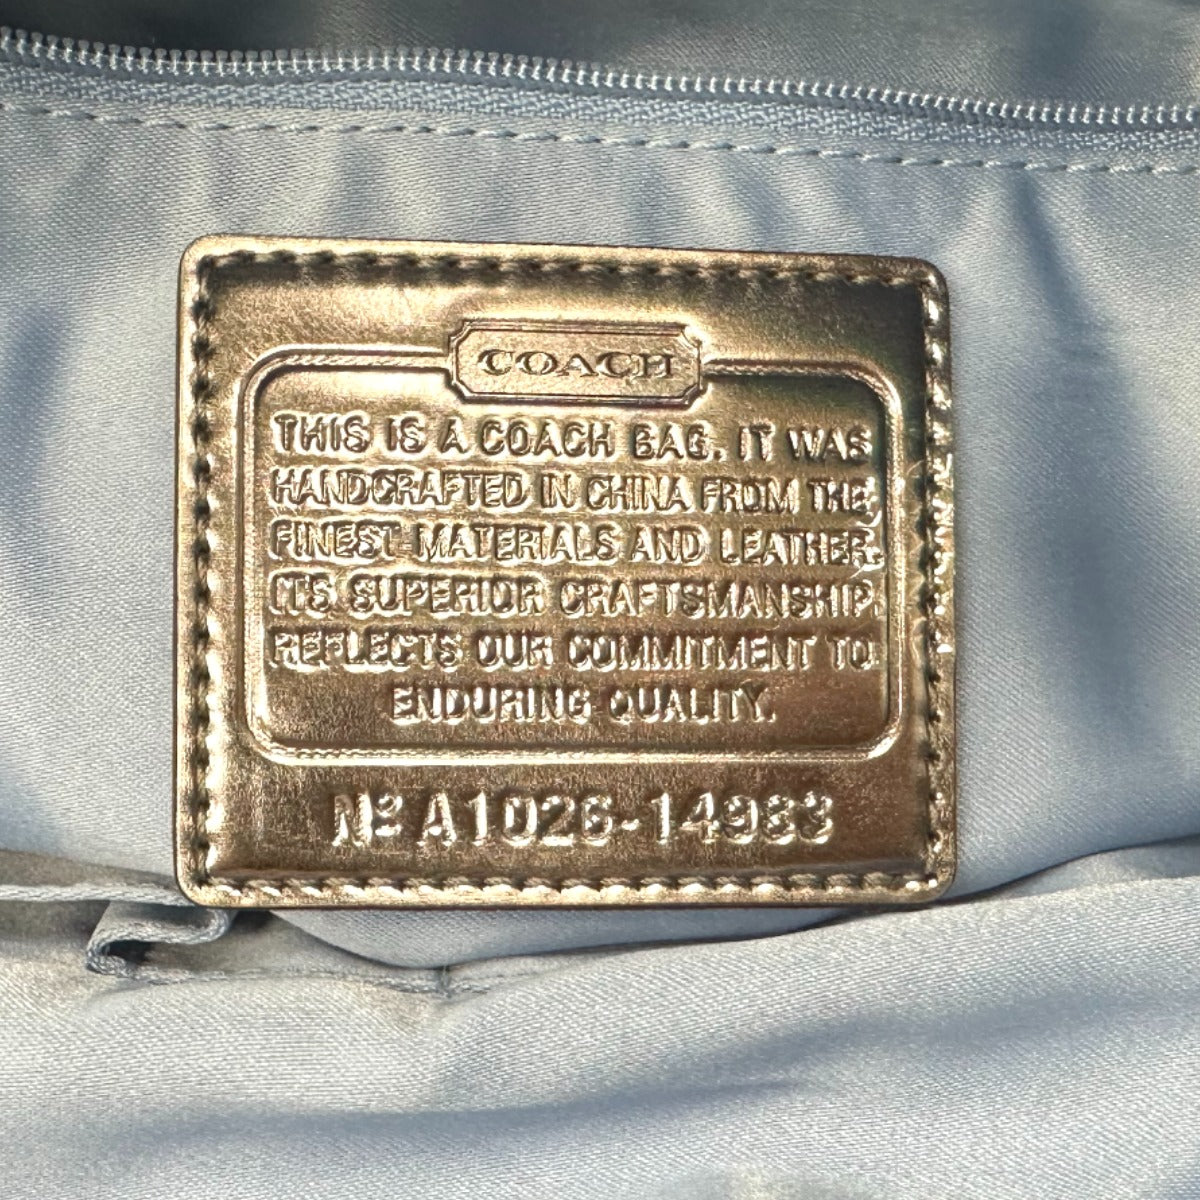 COACH
THIS IS A COACH BAG. IT WAS
HANDCRAFTED IN CHINA FROM THE
FINEST MATERIALS AND LEATHER.
ITS SUPERIOR CRAFTSMANSHIP
REFLECTS OUR COMMITMENT TO
ENDURING QUALITY.
Nº A1026-14983